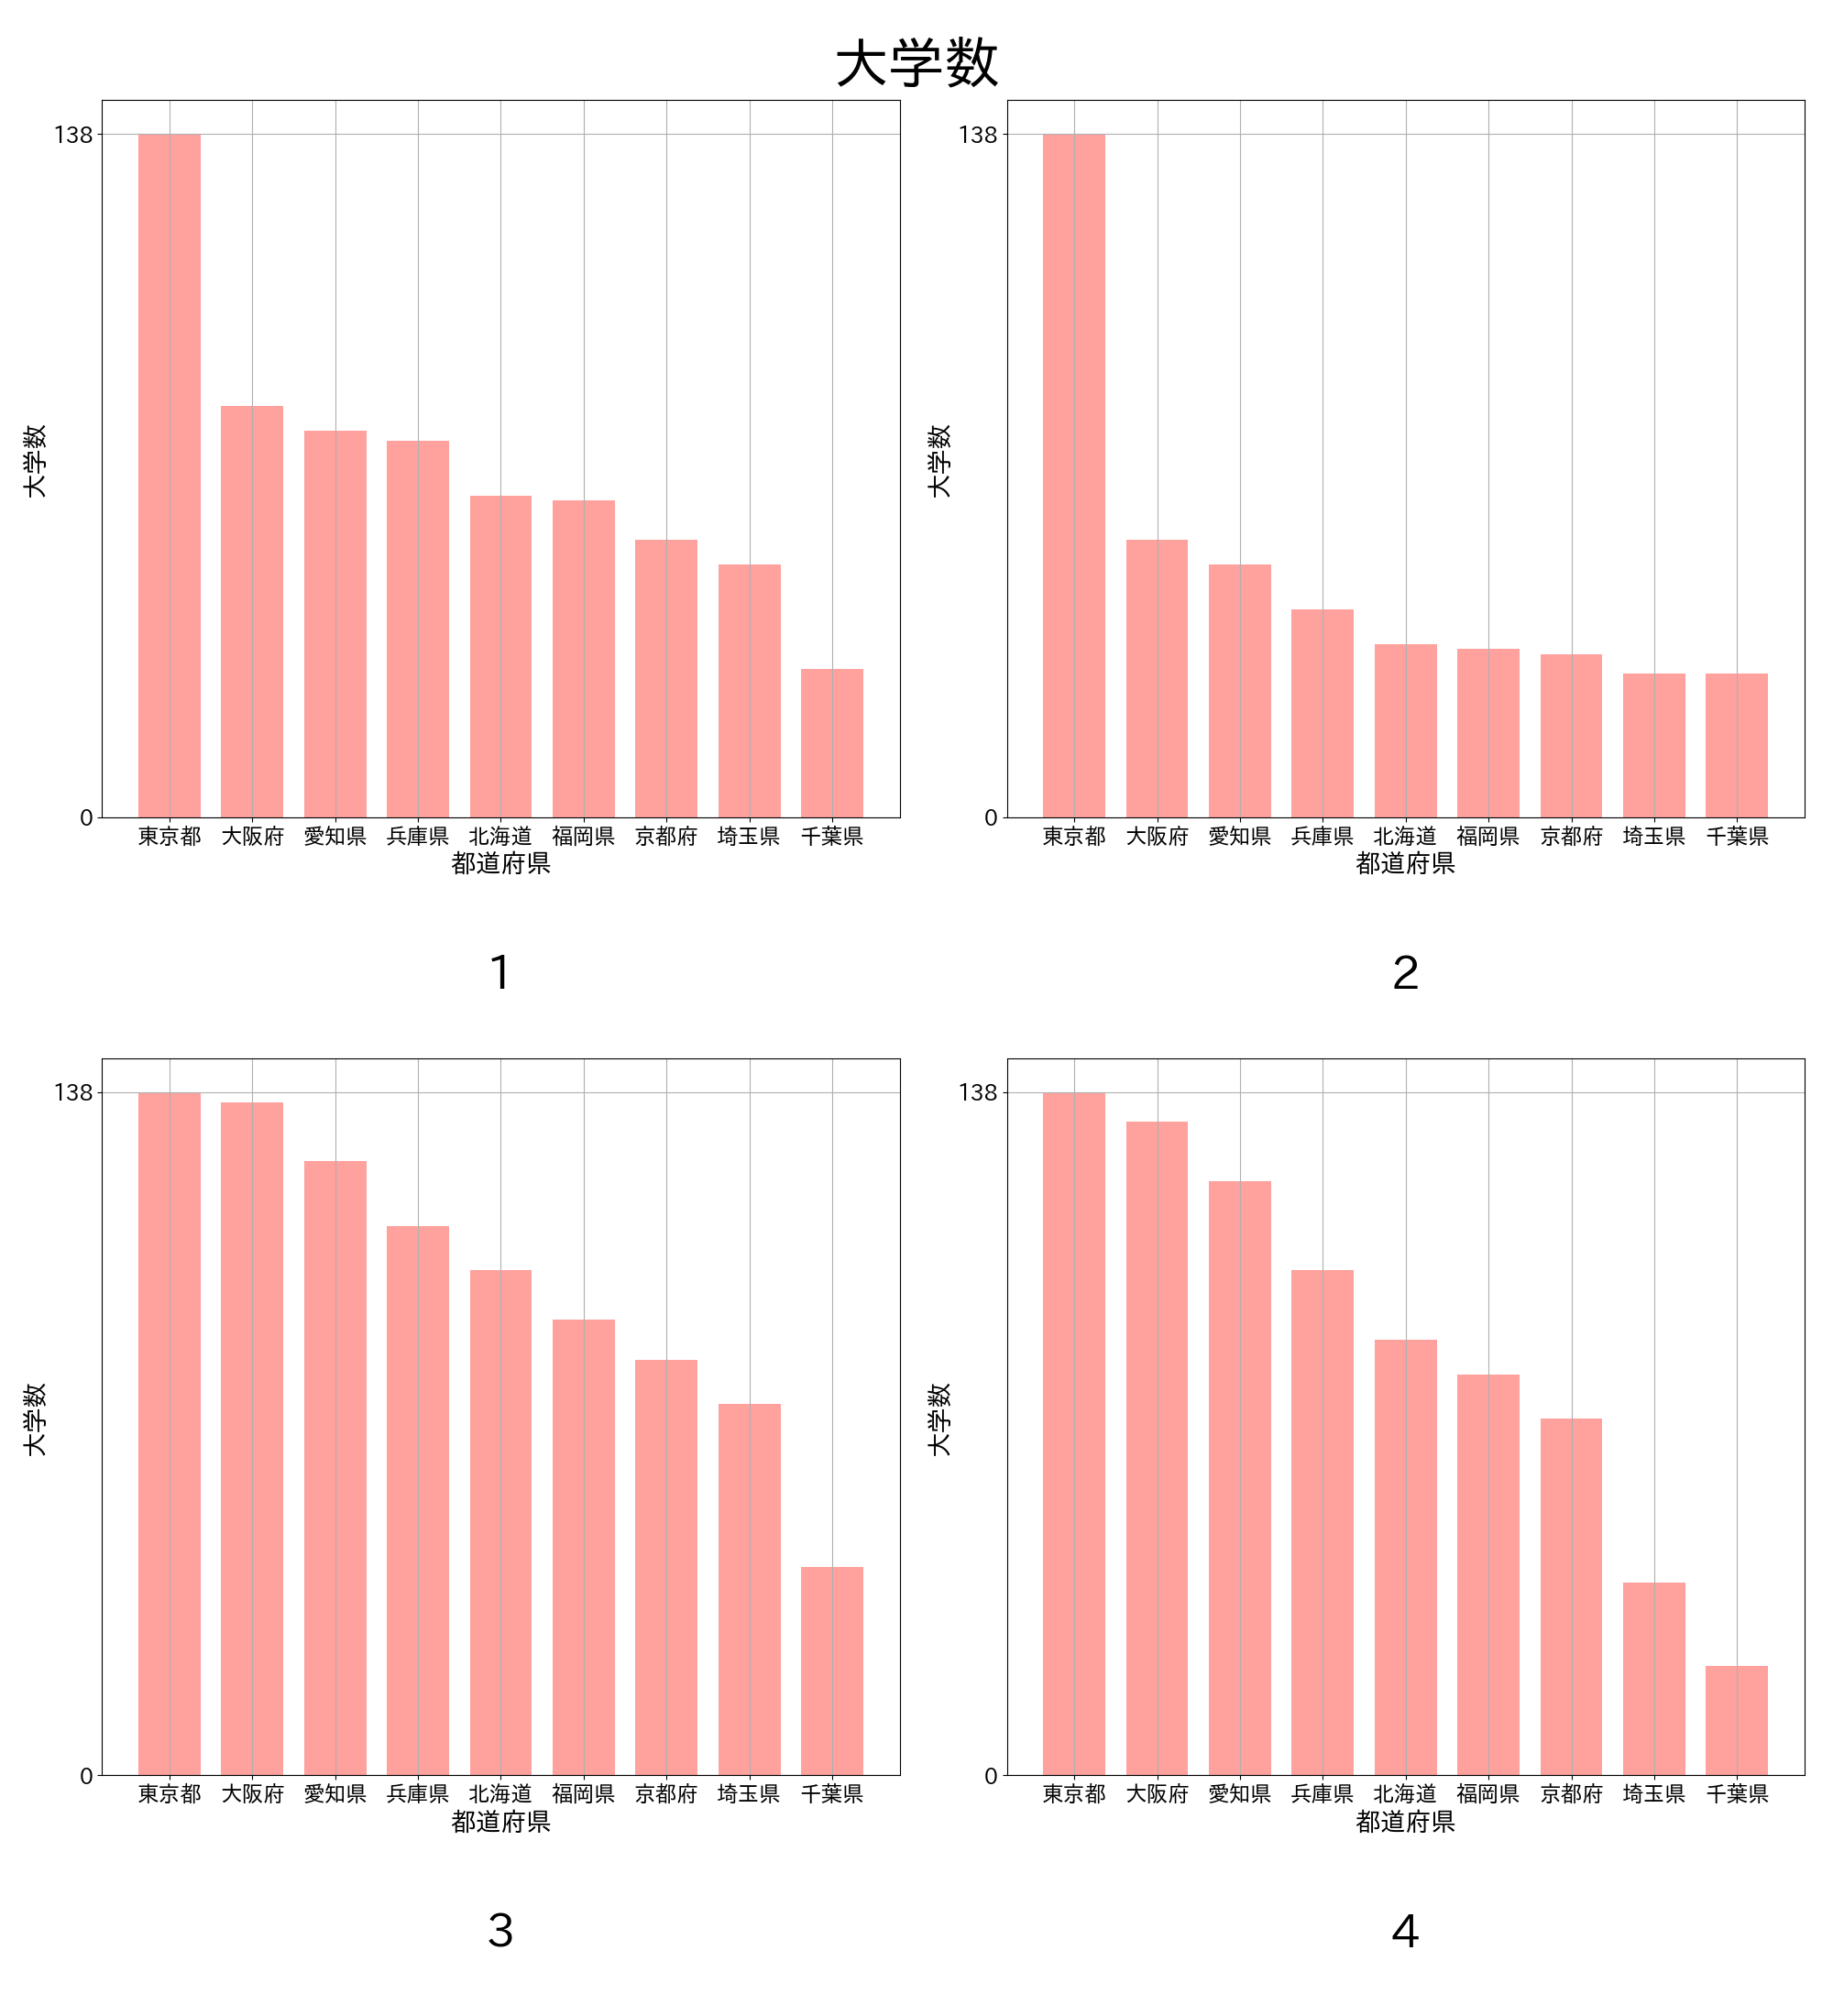 大学数
138
0
大学数
東京都 大阪府 愛知県 兵庫県 北海道 福岡県 京都府 埼玉県 千葉県
都道府県
1
138
0
大学数
東京都 大阪府 愛知県 兵庫県 北海道 福岡県 京都府 埼玉県 千葉県
都道府県
2
138
0
大学数
東京都 大阪府 愛知県 兵庫県 北海道 福岡県 京都府 埼玉県 千葉県
都道府県
3
138
0
大学数
東京都 大阪府 愛知県 兵庫県 北海道 福岡県 京都府 埼玉県 千葉県
都道府県
4